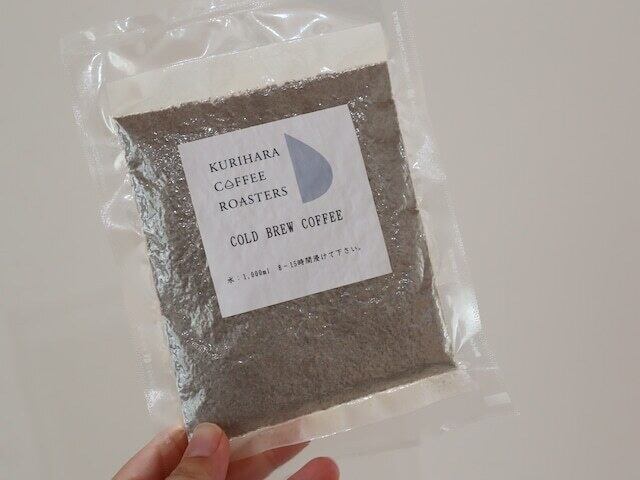 KURIHARA
COFFEE
ROASTERS
COLD BREW COFFEE
水：1,000ml 8－15時間浸けて下さい。